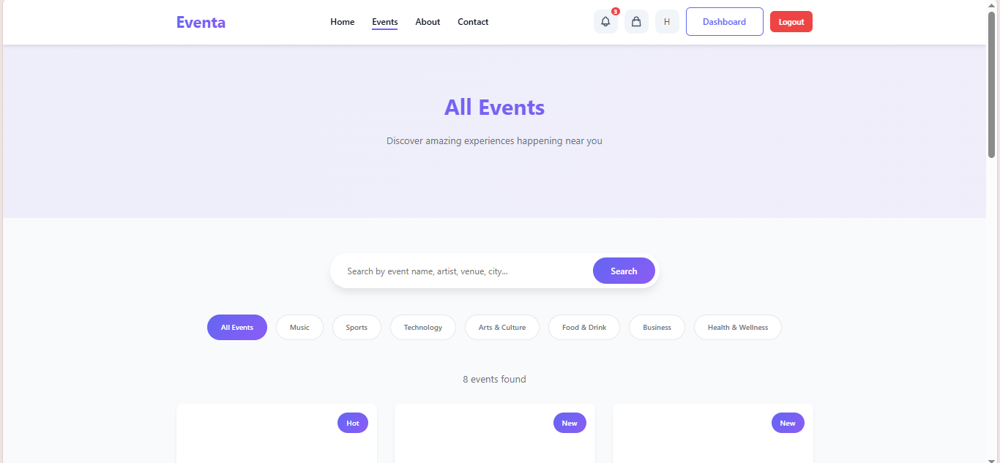 Eventa
Home Events About Contact
3
H
Dashboard
Logout
All Events
Discover amazing experiences happening near you
Search by event name, artist, venue, city...
Search
All Events Music Sports Technology Arts & Culture Food & Drink Business Health & Wellness
8 events found
Hot New New